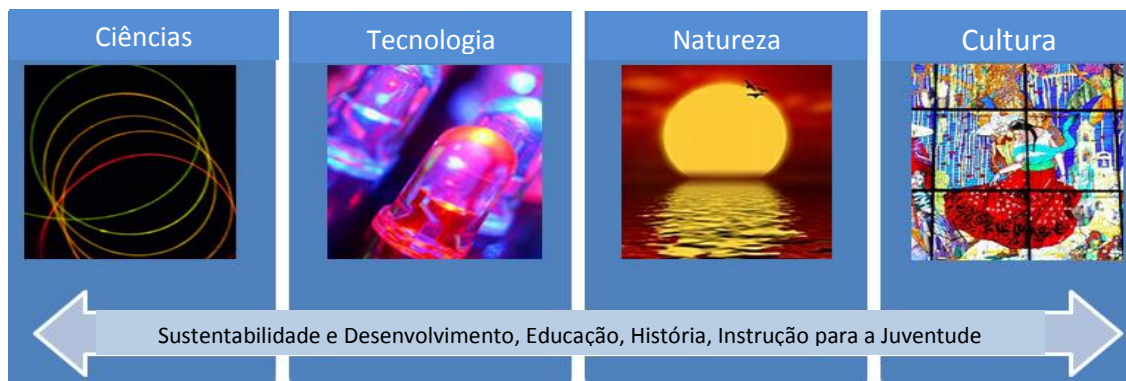 Ciências
Tecnologia
Natureza
Cultura
Sustentabilidade e Desenvolvimento, Educação, História, Instrução para a Juventude